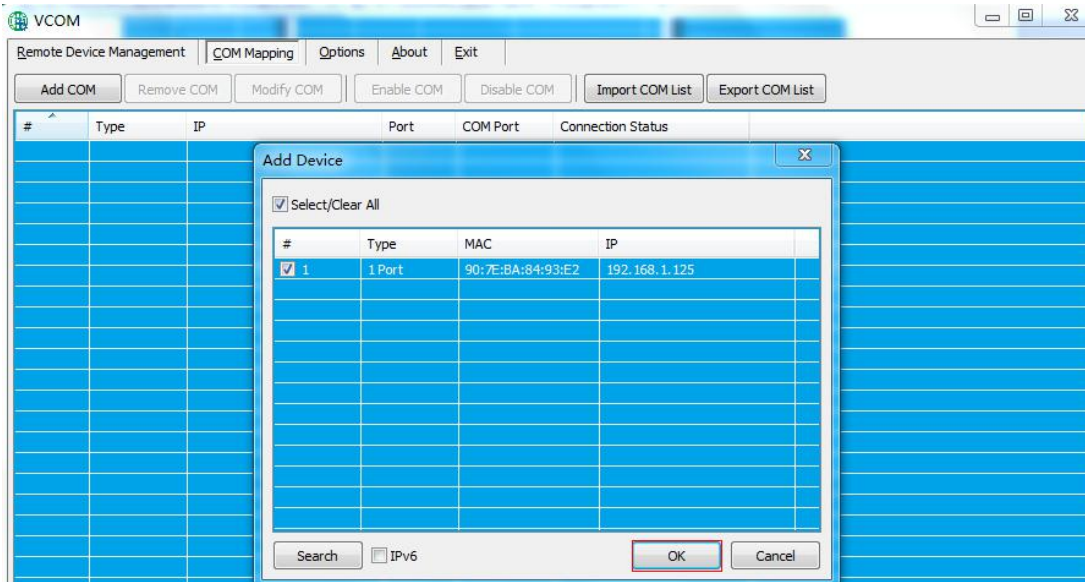 VCOM
Remote Device Management COM Mapping Options About Exit
Add COM Remove COM Modify COM Enable COM Disable COM Import COM List Export COM List
# Type IP Port COM Port Connection Status
Add Device
Select/Clear All
# Type MAC IP
1 1 Port 90:7E:BA:84:93:E2 192.168.1.125
Search IPv6 OK Cancel